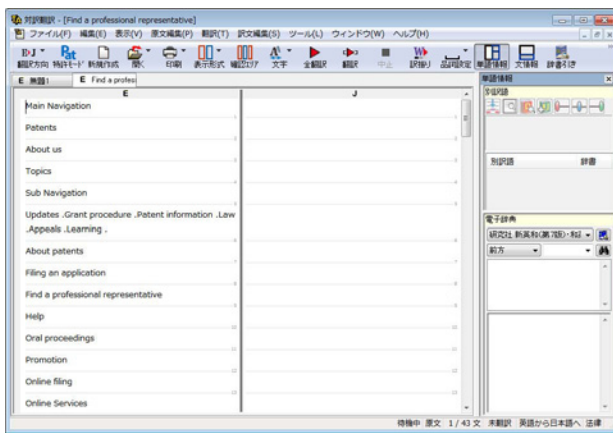 対訳翻訳 - [Find a professional representative]
ファイル(F) 編集(E) 表示(V) 原文編集(P) 翻訳(T) 訳文編集(S) ツール(L) ウィンドウ(W) ヘルプ(H)
E▸J Pat A W
翻訳方向 特許モード 新規作成 開く 印刷 表示形式 確認エリア 文字 全翻訳 翻訳 中止 訳振り 品詞設定 単語情報 文情報 辞書引き
E 無題1 E Find a profes
E J
Main Navigation
Patents
About us
Topics
Sub Navigation
Updates .Grant procedure .Patent information .Law
.Appeals .Learning .
About patents
Filing an application
Find a professional representative
Help
Oral proceedings
Promotion
Online filing
Online Services
単語情報
別訳語
別訳語 辞書
電子辞典
研究社 新英和(第7版)・和
前方
待機中 原文 1 / 43 文 未翻訳 英語から日本語へ 法律